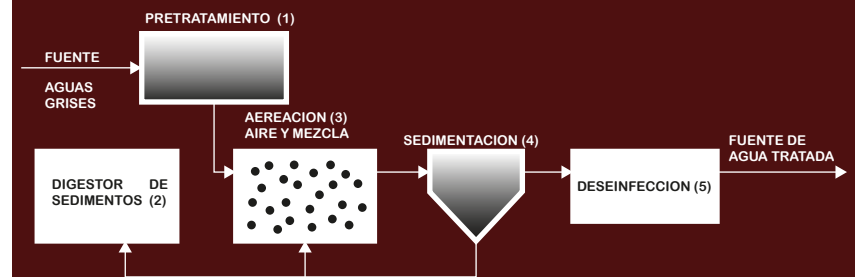 PRETRATAMIENTO (1)
FUENTE
AGUAS
GRISES
AEREACION (3)
AIRE Y MEZCLA
SEDIMENTACION (4)
FUENTE DE
AGUA TRATADA
DIGESTOR DE
SEDIMENTOS (2)
DESEINFECCION (5)